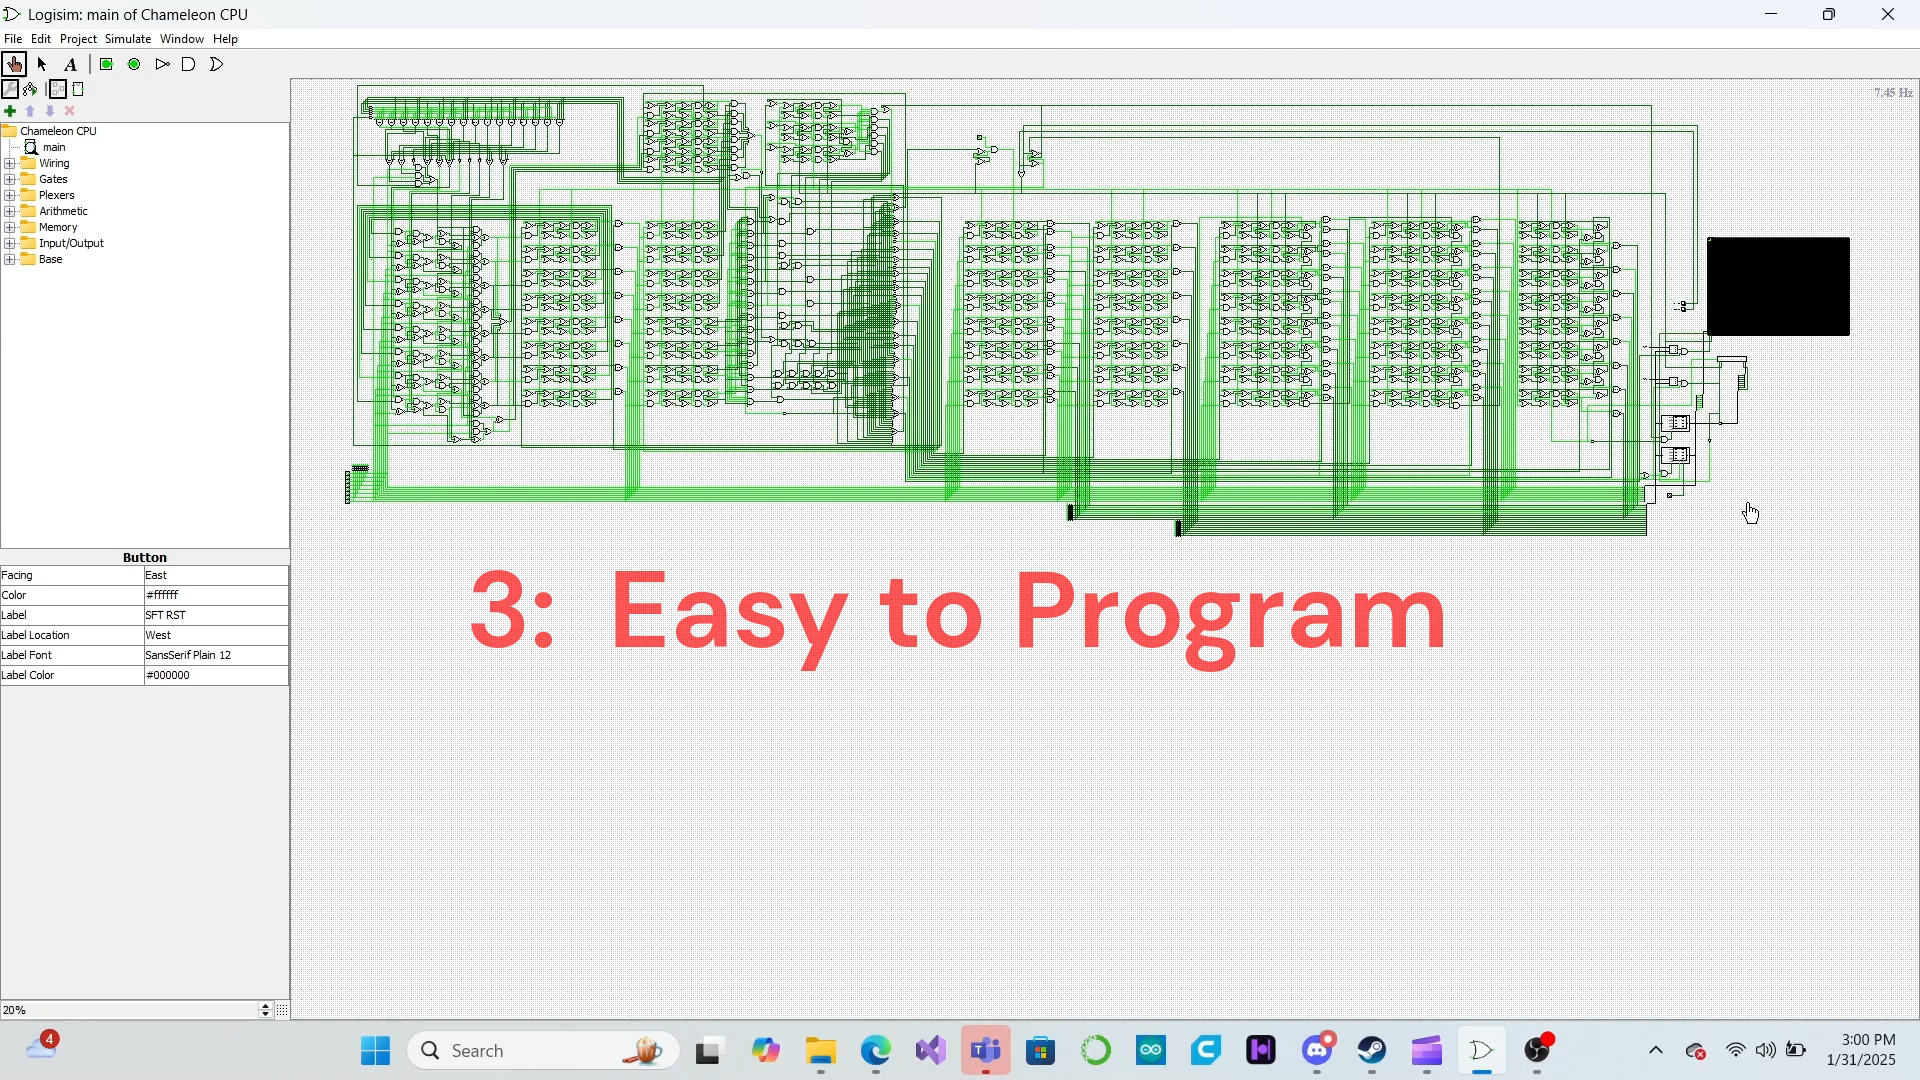 Logisim: main of Chameleon CPU
File Edit Project Simulate Window Help
A
7.45 Hz
Chameleon CPU
main
Wiring
Gates
Plexers
Arithmetic
Memory
Input/Output
Base
Button
Facing East
Color #ffffff
Label SFT RST
Label Location West
Label Font SansSerif Plain 12
Label Color #000000
3: Easy to Program
20%
4
Search
3:00 PM
1/31/2025